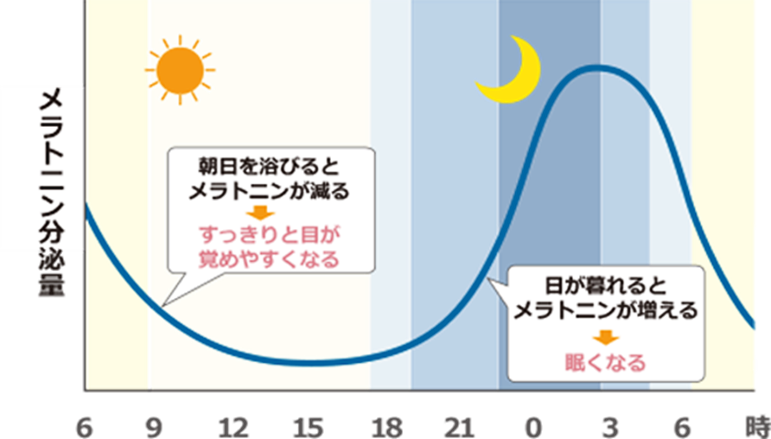 メラトニン分泌量
朝日を浴びると
メラトニンが減る
すっきりと目が
覚めやすくなる
日が暮れると
メラトニンが増える
眠くなる
6 9 12 15 18 21 0 3 6 時